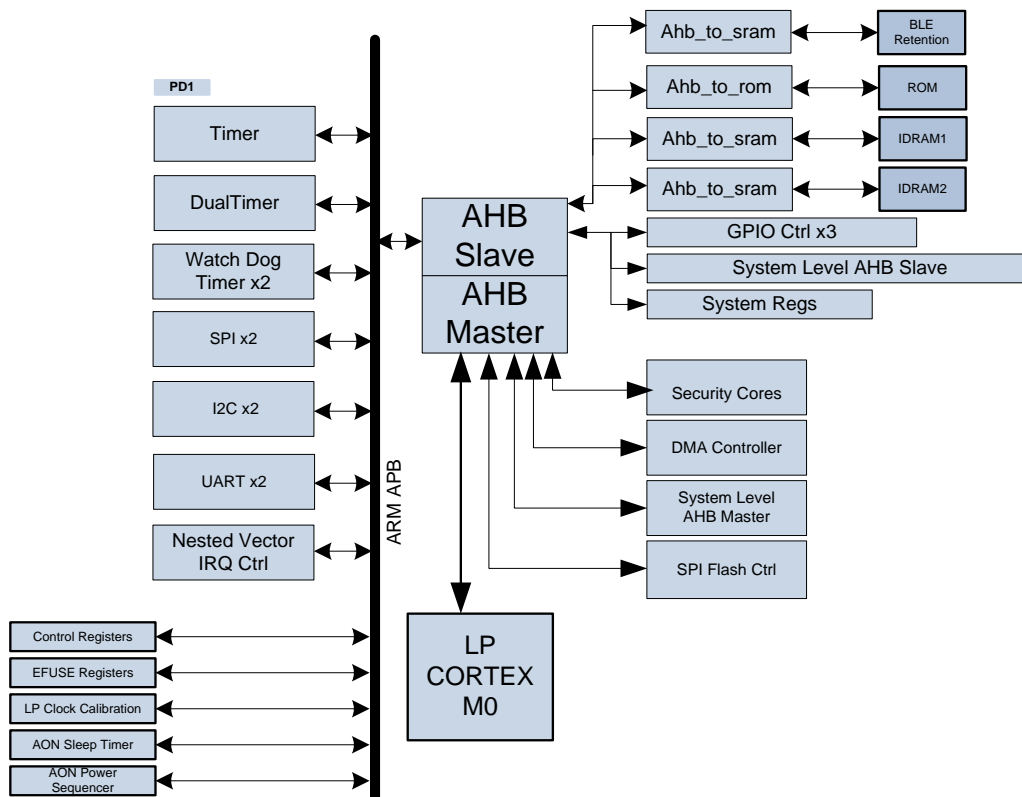 PD1
Timer
DualTimer
Watch Dog
Timer x2
SPI x2
I2C x2
UART x2
Nested Vector
IRQ Ctrl
Control Registers
EFUSE Registers
LP Clock Calibration
AON Sleep Timer
AON Power
Sequencer
ARM APB
AHB
Slave
AHB
Master
LP
CORTEX
M0
Ahb_to_sram
BLE
Retention
Ahb_to_rom
ROM
Ahb_to_sram
IDRAM1
Ahb_to_sram
IDRAM2
GPIO Ctrl x3
System Level AHB Slave
System Regs
Security Cores
DMA Controller
System Level
AHB Master
SPI Flash Ctrl